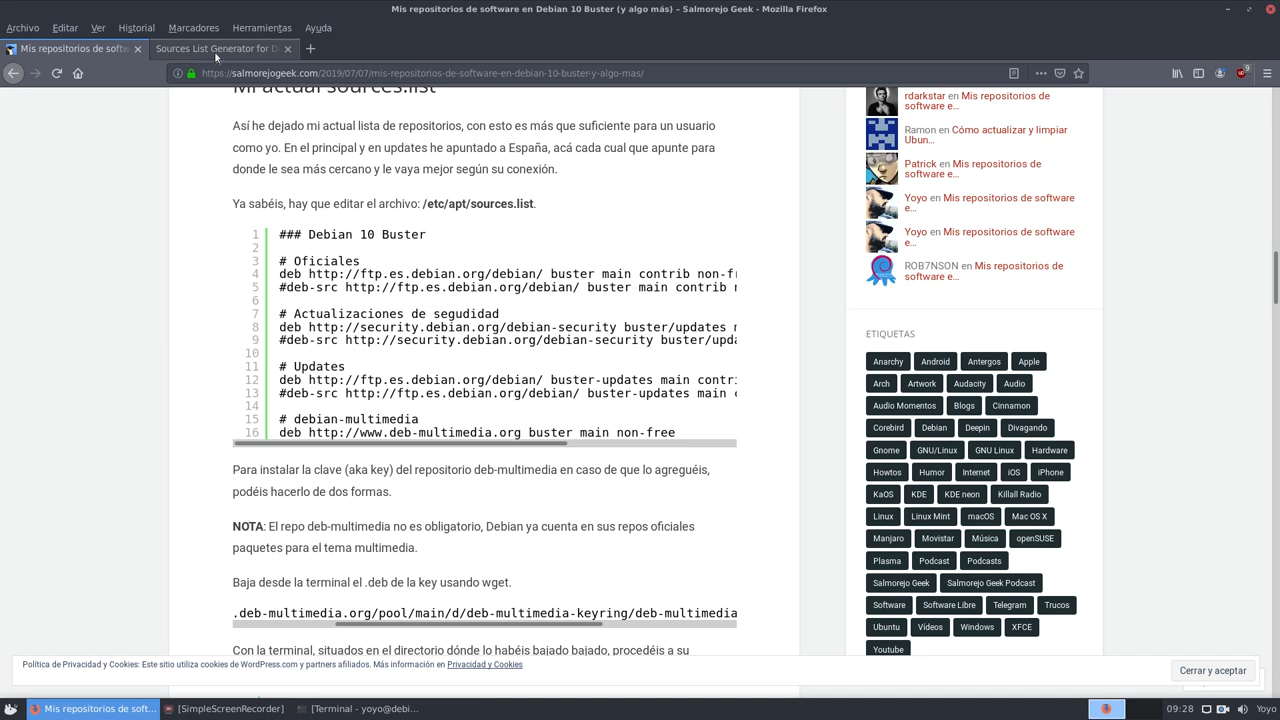 Mis repositorios de software en Debian 10 Buster (y algo más) – Salmorejo Geek - Mozilla Firefox
Archivo Editar Ver Historial Marcadores Herramientas Ayuda
Mis repositorios de softw
Sources List Generator for D
https://salmorejogeek.com/2019/07/07/mis-repositorios-de-software-en-debian-10-buster-y-algo-mas/
9
Mi actual sources.list
Así he dejado mi actual lista de repositorios, con esto es más que suficiente para un usuario
como yo. En el principal y en updates he apuntado a España, acá cada cual que apunte para
donde le sea más cercano y le vaya mejor según su conexión.
Ya sabéis, hay que editar el archivo: /etc/apt/sources.list.
1 ### Debian 10 Buster
2
3 # Oficiales
4 deb http://ftp.es.debian.org/debian/ buster main contrib non-fr
5 #deb-src http://ftp.es.debian.org/debian/ buster main contrib n
6
7 # Actualizaciones de segudidad
8 deb http://security.debian.org/debian-security buster/updates m
9 #deb-src http://security.debian.org/debian-security buster/upda
10
11 # Updates
12 deb http://ftp.es.debian.org/debian/ buster-updates main contri
13 #deb-src http://ftp.es.debian.org/debian/ buster-updates main c
14
15 # debian-multimedia
16 deb http://www.deb-multimedia.org buster main non-free
Para instalar la clave (aka key) del repositorio deb-multimedia en caso de que lo agreguéis,
podéis hacerlo de dos formas.
NOTA: El repo deb-multimedia no es obligatorio, Debian ya cuenta en sus repos oficiales
paquetes para el tema multimedia.
Baja desde la terminal el .deb de la key usando wget.
.deb-multimedia.org/pool/main/d/deb-multimedia-keyring/deb-multimedia
Con la terminal, situados en el directorio dónde lo habéis bajado bajado, procedéis a su
rdarkstar en Mis repositorios de
software e...
Ramon en Cómo actualizar y limpiar
Ubun...
Patrick en Mis repositorios de
software e...
Yoyo en Mis repositorios de software
e...
Yoyo en Mis repositorios de software
e...
ROB7NSON en Mis repositorios de
software e...
ETIQUETAS
Anarchy Android Antergos Apple
Arch Artwork Audacity Audio
Audio Momentos Blogs Cinnamon
Corebird Debian Deepin Divagando
Gnome GNU/Linux GNU Linux Hardware
Howtos Humor Internet iOS iPhone
KaOS KDE KDE neon Killall Radio
Linux Linux Mint macOS Mac OS X
Manjaro Movistar Música openSUSE
Plasma Podcast Podcasts
Salmorejo Geek Salmorejo Geek Podcast
Software Software Libre Telegram Trucos
Ubuntu Vídeos Windows XFCE
Youtube
Política de Privacidad y Cookies: Este sitio utiliza cookies de WordPress.com y partners afiliados. Más información en Privacidad y Cookies
Cerrar y aceptar
Mis repositorios de soft...
[SimpleScreenRecorder]
[Terminal - yoyo@debi...
09:28
Yoyo